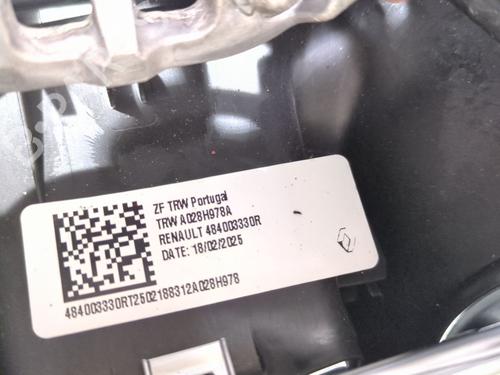 ZF TRW Portugal
TRW A028H978A
RENAULT 484003330R
DATE: 18/02/2025
484003330RT2502188312A028H978